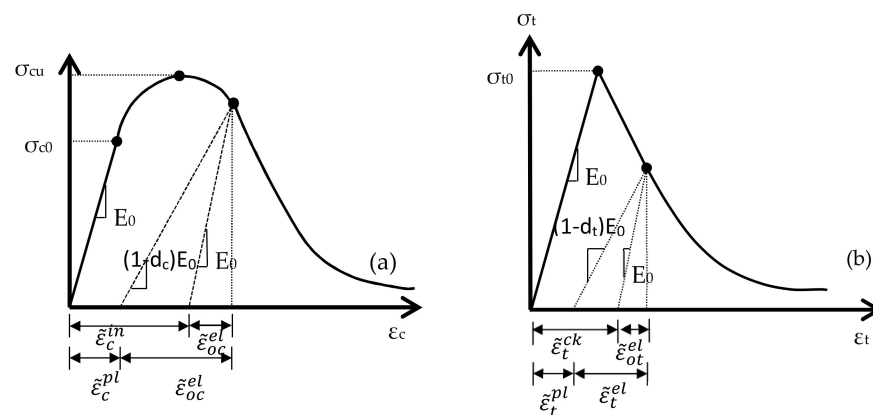 σcu
σc0
E0
(1-dc)E0
E0
(a)
εc
ε̃c^in
ε̃oc^el
ε̃c^pl
ε̃oc^el
σt
σt0
E0
(1-dt)E0
E0
(b)
εt
ε̃t^ck
ε̃ot^el
ε̃t^pl
ε̃t^el